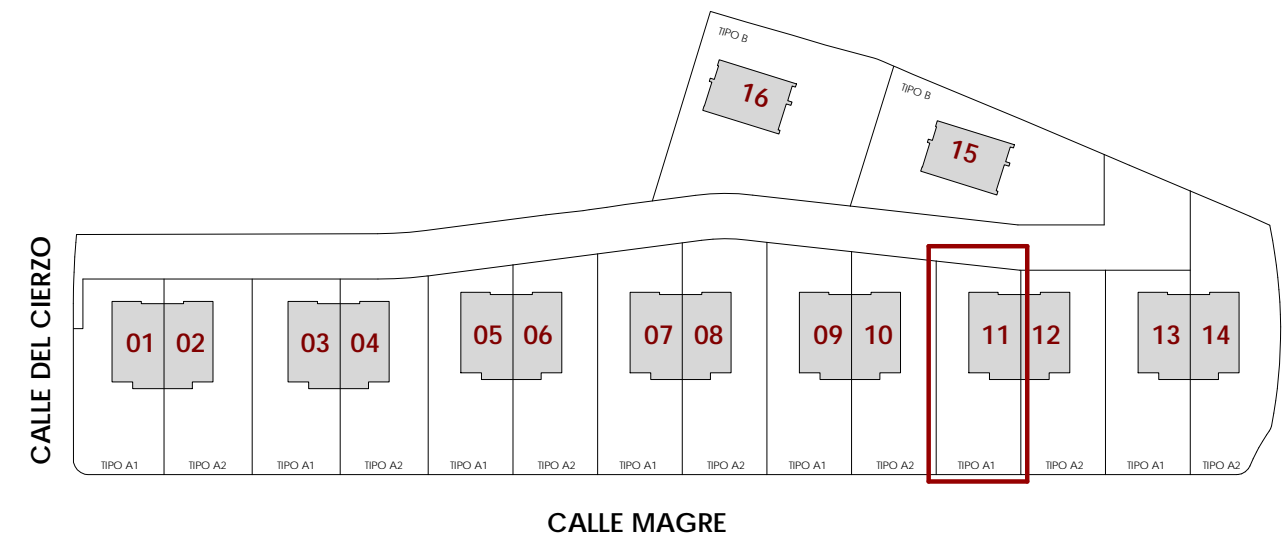 TIPO B
16
TIPO B
15
CALLE DEL CIERZO
01 02 03 04 05 06 07 08 09 10 11 12 13 14
TIPO A1 TIPO A2 TIPO A1 TIPO A2 TIPO A1 TIPO A2 TIPO A1 TIPO A2 TIPO A1 TIPO A2 TIPO A1 TIPO A2 TIPO A1 TIPO A2
CALLE MAGRE